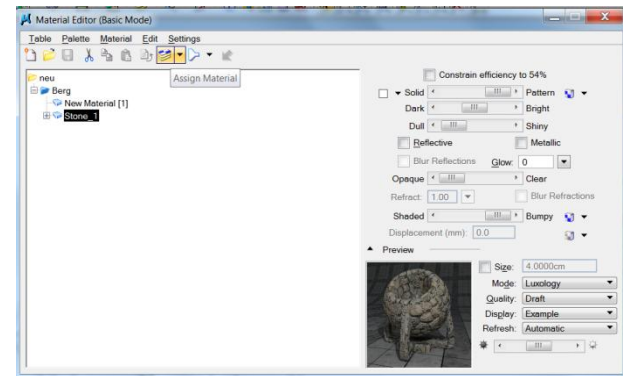 Material Editor (Basic Mode)
Table Palette Material Edit Settings
Assign Material
neu
Berg
New Material [1]
Stone_1
Constrain efficiency to 54%
Solid Pattern
Dark Bright
Dull Shiny
Reflective Metallic
Blur Reflections Glow: 0
Opaque Clear
Refract: 1.00 Blur Refractions
Shaded Bumpy
Displacement (mm): 0.0
Preview
Size: 4.0000cm
Mode: Luxology
Quality: Draft
Display: Example
Refresh: Automatic